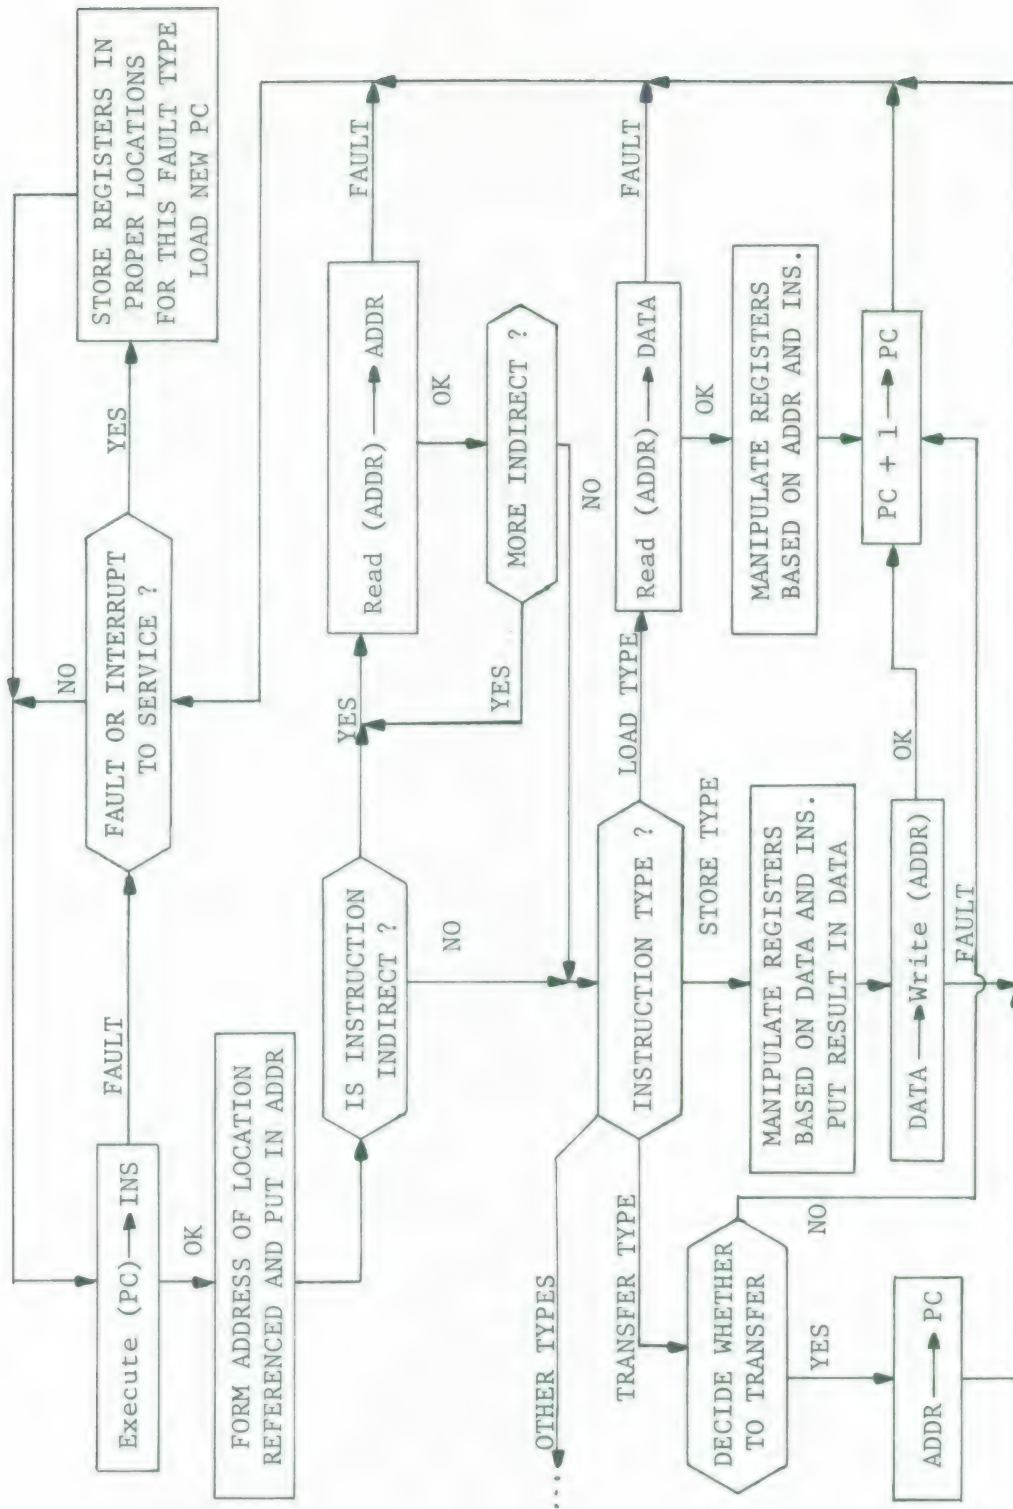 Execute (PC) → INS
FAULT
FAULT OR INTERRUPT
TO SERVICE ?
NO
YES
STORE REGISTERS IN
PROPER LOCATIONS
FOR THIS FAULT TYPE
LOAD NEW PC
OK
FORM ADDRESS OF LOCATION
REFERENCED AND PUT IN ADDR
IS INSTRUCTION
INDIRECT ?
YES
Read (ADDR) → ADDR
FAULT
OK
NO
MORE INDIRECT ?
YES
NO
OTHER TYPES
...
INSTRUCTION TYPE ?
LOAD TYPE
Read (ADDR) → DATA
FAULT
OK
TRANSFER TYPE
STORE TYPE
DECIDE WHETHER
TO TRANSFER
NO
YES
MANIPULATE REGISTERS
BASED ON DATA AND INS.
PUT RESULT IN DATA
MANIPULATE REGISTERS
BASED ON ADDR AND INS.
ADDR → PC
DATA → Write (ADDR)
OK
FAULT
PC + 1 → PC